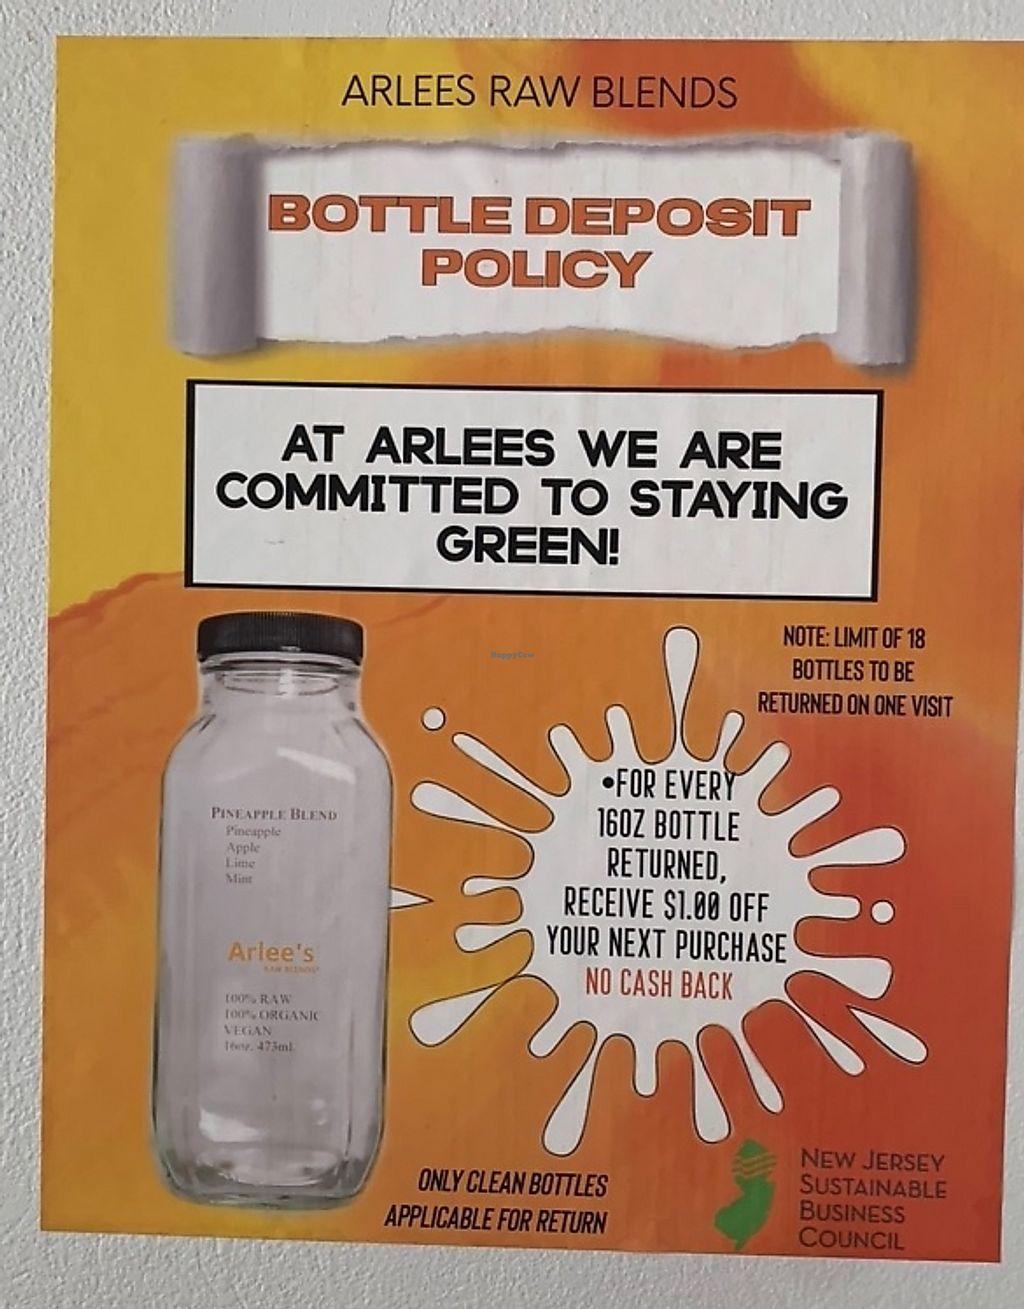 ARLEES RAW BLENDS
BOTTLE DEPOSIT
POLICY
AT ARLEES WE ARE
COMMITTED TO STAYING
GREEN!
NOTE: LIMIT OF 18
BOTTLES TO BE
RETURNED ON ONE VISIT
HappyCow
•FOR EVERY
16OZ BOTTLE
RETURNED,
RECEIVE $1.00 OFF
YOUR NEXT PURCHASE
NO CASH BACK
PINEAPPLE BLEND
Pineapple
Apple
Lime
Mint
Arlee's
RAW BLENDS
100% RAW
100% ORGANIC
VEGAN
16oz. 473mL
ONLY CLEAN BOTTLES
APPLICABLE FOR RETURN
NEW JERSEY
SUSTAINABLE
BUSINESS
COUNCIL